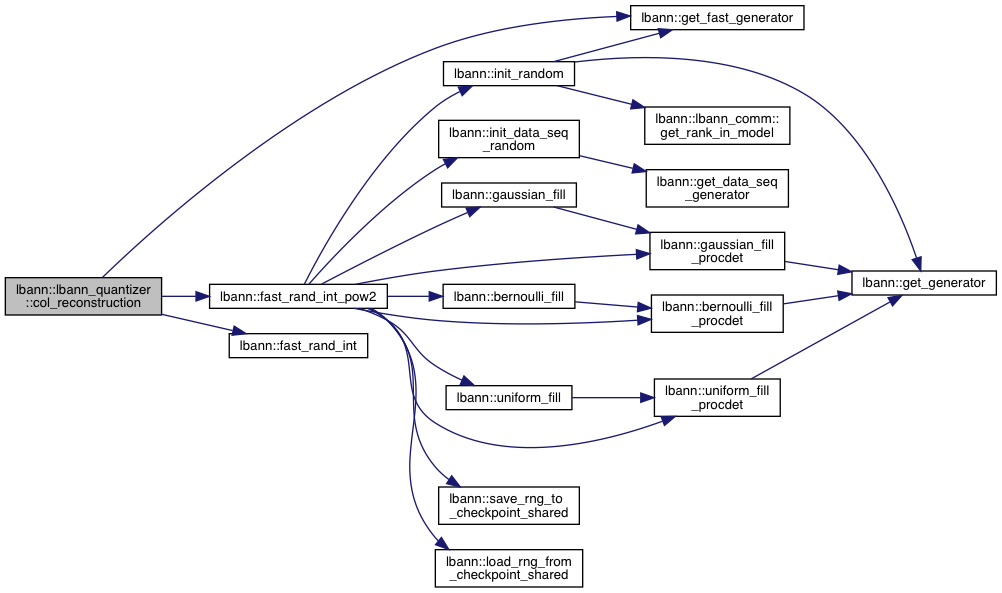 lbann::get_fast_generator
lbann::init_random
lbann::lbann_comm::
get_rank_in_model
lbann::init_data_seq
_random
lbann::get_data_seq
_generator
lbann::gaussian_fill
lbann::gaussian_fill
_procdet
lbann::lbann_quantizer
::col_reconstruction
lbann::fast_rand_int_pow2
lbann::bernoulli_fill
lbann::get_generator
lbann::bernoulli_fill
_procdet
lbann::fast_rand_int
lbann::uniform_fill
lbann::uniform_fill
_procdet
lbann::save_rng_to
_checkpoint_shared
lbann::load_rng_from
_checkpoint_shared